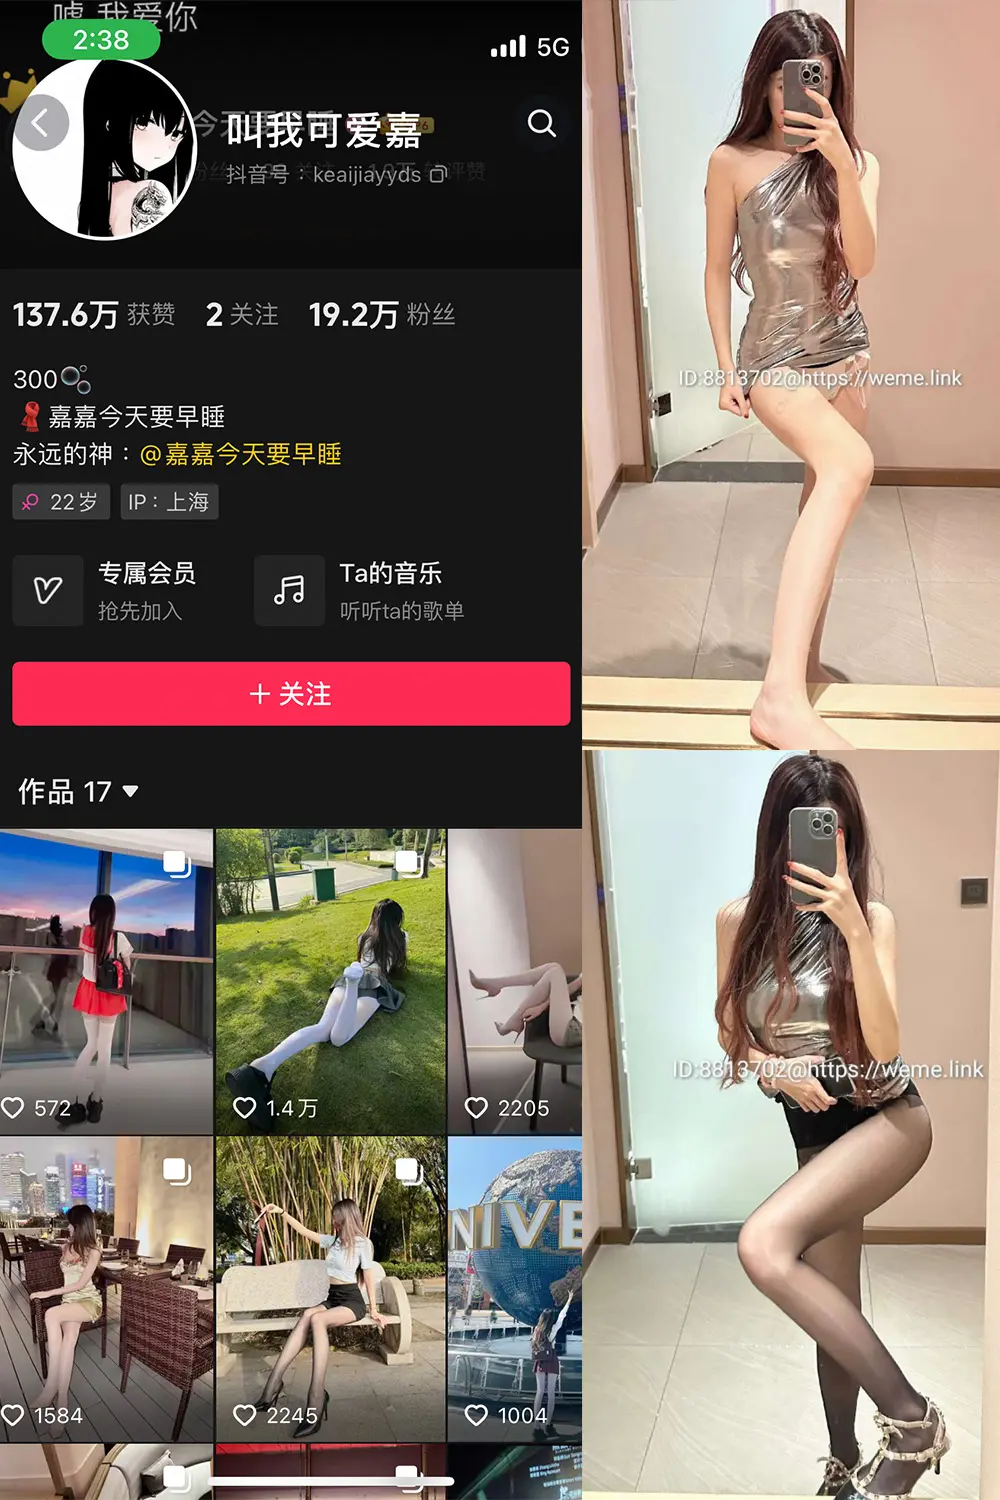 嘘 我爱你
2:38
5G
叫我可爱嘉
抖音号：keaijiayyds
137.6万 获赞 2 关注 19.2万 粉丝
300
嘉嘉今天要早睡
永远的神：@嘉嘉今天要早睡
22岁 IP：上海
专属会员 Ta的音乐
抢先加入 听听ta的歌单
＋ 关注
作品 17
572 1.4万 2205
NIVE
1584 2245 1004
ID:8813702@https://weme.link
ID:8813702@https://weme.link